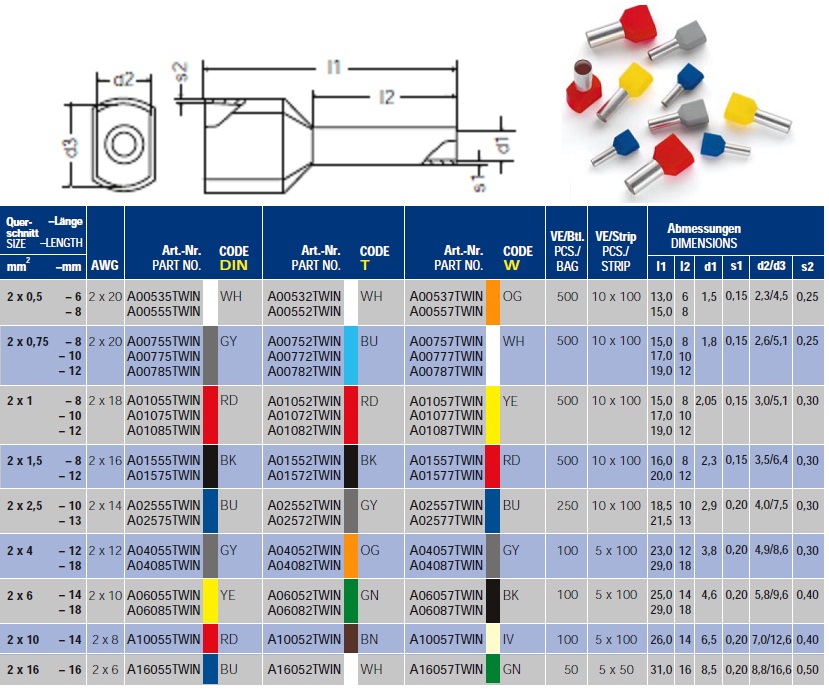 l1
l2
s2
d2
d3
d1
s1
Quer- –Länge
schnitt
SIZE –LENGTH
mm2 –mm
AWG
Art.-Nr. CODE
PART NO. DIN
Art.-Nr. CODE
PART NO. T
Art.-Nr. CODE
PART NO. W
VE/Btl.
PCS./
BAG
VE/Strip
PCS./
STRIP
Abmessungen
DIMENSIONS
l1 l2 d1 s1 d2/d3 s2
2 x 0,5 – 6 2 x 20 A00535TWIN WH A00532TWIN WH A00537TWIN OG 500 10 x 100 13,0 6 1,5 0,15 2,3/4,5 0,25
– 8 A00555TWIN A00552TWIN A00557TWIN 15,0 8
2 x 0,75 – 8 2 x 20 A00755TWIN GY A00752TWIN BU A00757TWIN WH 500 10 x 100 15,0 8 1,8 0,15 2,6/5,1 0,25
– 10 A00775TWIN A00772TWIN A00777TWIN 17,0 10
– 12 A00785TWIN A00782TWIN A00787TWIN 19,0 12
2 x 1 – 8 2 x 18 A01055TWIN RD A01052TWIN RD A01057TWIN YE 500 10 x 100 15,0 8 2,05 0,15 3,0/5,1 0,30
– 10 A01075TWIN A01072TWIN A01077TWIN 17,0 10
– 12 A01085TWIN A01082TWIN A01087TWIN 19,0 12
2 x 1,5 – 8 2 x 16 A01555TWIN BK A01552TWIN BK A01557TWIN RD 500 10 x 100 16,0 8 2,3 0,15 3,5/6,4 0,30
– 12 A01575TWIN A01572TWIN A01577TWIN 20,0 12
2 x 2,5 – 10 2 x 14 A02555TWIN BU A02552TWIN GY A02557TWIN BU 250 10 x 100 18,5 10 2,9 0,20 4,0/7,5 0,30
– 13 A02575TWIN A02572TWIN A02577TWIN 21,5 13
2 x 4 – 12 2 x 12 A04055TWIN GY A04052TWIN OG A04057TWIN GY 100 5 x 100 23,0 12 3,8 0,20 4,9/8,6 0,30
– 18 A04085TWIN A04082TWIN A04087TWIN 29,0 18
2 x 6 – 14 2 x 10 A06055TWIN YE A06052TWIN GN A06057TWIN BK 100 5 x 100 25,0 14 4,6 0,20 5,8/9,6 0,40
– 18 A06085TWIN A06082TWIN A06087TWIN 29,0 18
2 x 10 – 14 2 x 8 A10055TWIN RD A10052TWIN BN A10057TWIN IV 100 5 x 100 26,0 14 6,5 0,20 7,0/12,6 0,40
2 x 16 – 16 2 x 6 A16055TWIN BU A16052TWIN WH A16057TWIN GN 50 5 x 50 31,0 16 8,5 0,20 8,8/16,6 0,50